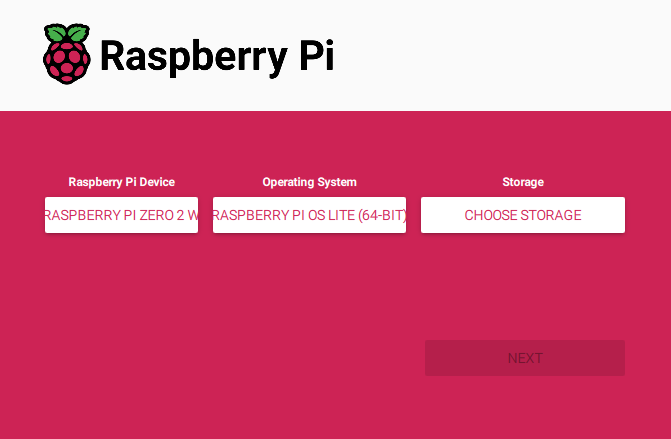 Raspberry Pi
Raspberry Pi Device
Operating System
Storage
RASPBERRY PI ZERO 2 W
RASPBERRY PI OS LITE (64-BIT)
CHOOSE STORAGE
NEXT